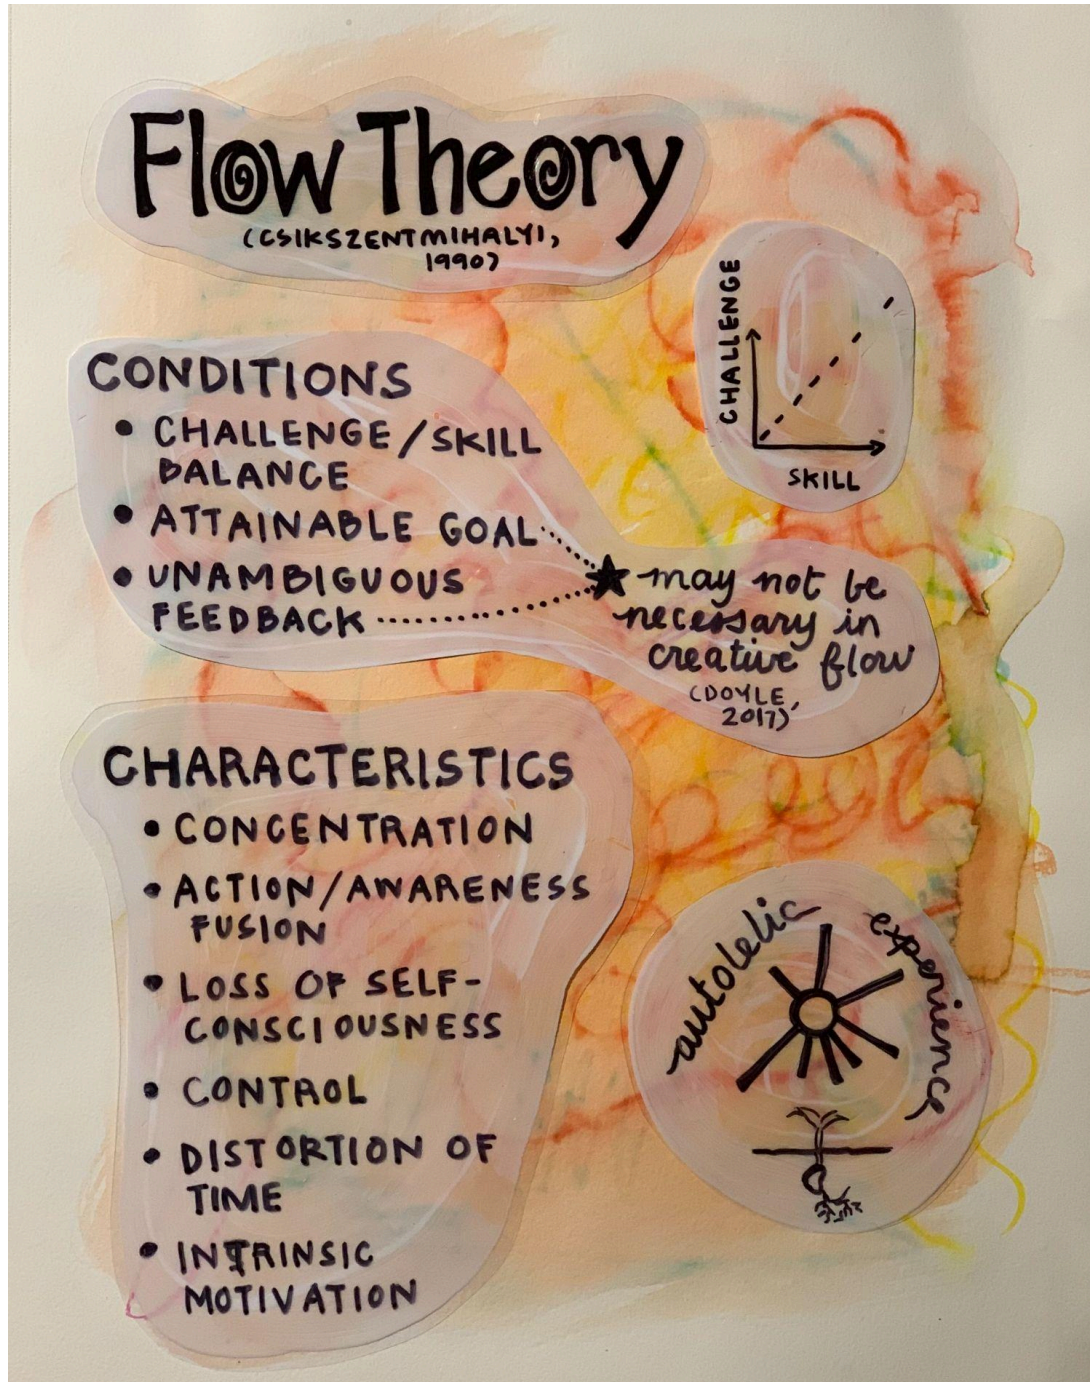 Flow Theory
(CSIKSZENTMIHALYI,
1990)
CHALLENGE
SKILL
CONDITIONS
• CHALLENGE/SKILL
BALANCE
• ATTAINABLE GOAL
• UNAMBIGUOUS
FEEDBACK
★ may not be
necessary in
creative flow
(DOYLE,
2017)
CHARACTERISTICS
• CONCENTRATION
• ACTION/AWARENESS
FUSION
• LOSS OF SELF-
CONSCIOUSNESS
• CONTROL
• DISTORTION OF
TIME
• INTRINSIC
MOTIVATION
autotelic
experience